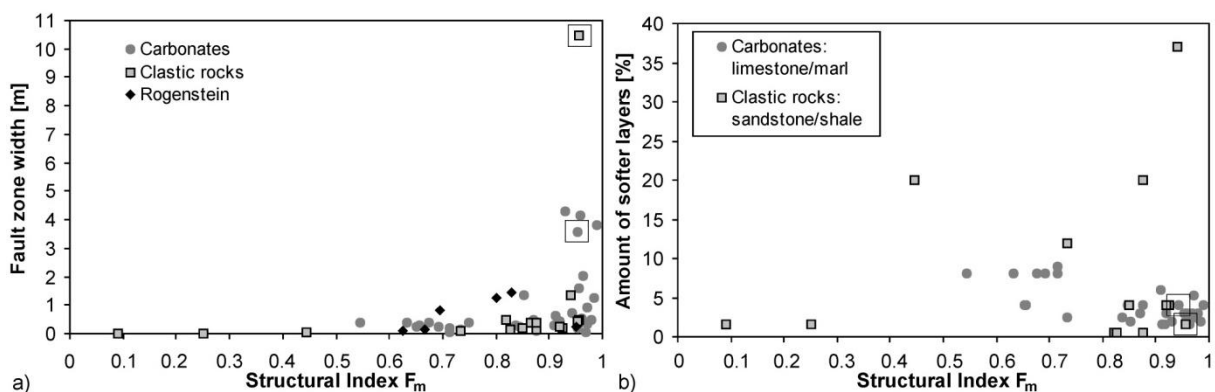 Fault zone width [m]
11
10
9
8
7
6
5
4
3
2
1
0
Carbonates
Clastic rocks
Rogenstein
0 0.1 0.2 0.3 0.4 0.5 0.6 0.7 0.8 0.9 1
Structural Index Fm
a)
Amount of softer layers [%]
40
35
30
25
20
15
10
5
0
Carbonates:
limestone/marl
Clastic rocks:
sandstone/shale
0 0.1 0.2 0.3 0.4 0.5 0.6 0.7 0.8 0.9 1
Structural Index Fm
b)